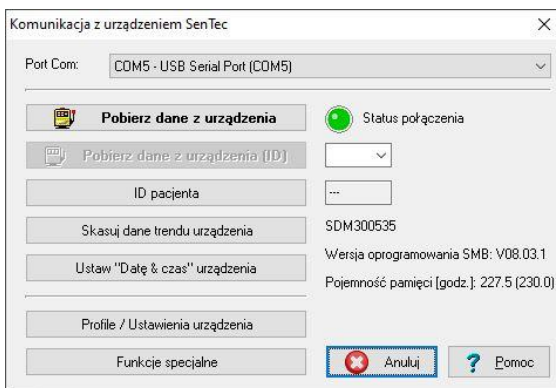 Komunikacja z urządzeniem SenTec
Port Com: COM5 - USB Serial Port (COM5)
Pobierz dane z urządzenia
Status połączenia
Pobierz dane z urządzenia (ID)
ID pacjenta
---
Skasuj dane trendu urządzenia
SDM300535
Ustaw "Datę & czas" urządzenia
Wersja oprogramowania SMB: V08.03.1
Pojemność pamięci [godz.]: 227.5 (230.0)
Profile / Ustawienia urządzenia
Funkcje specjalne
Anuluj
? Pomoc